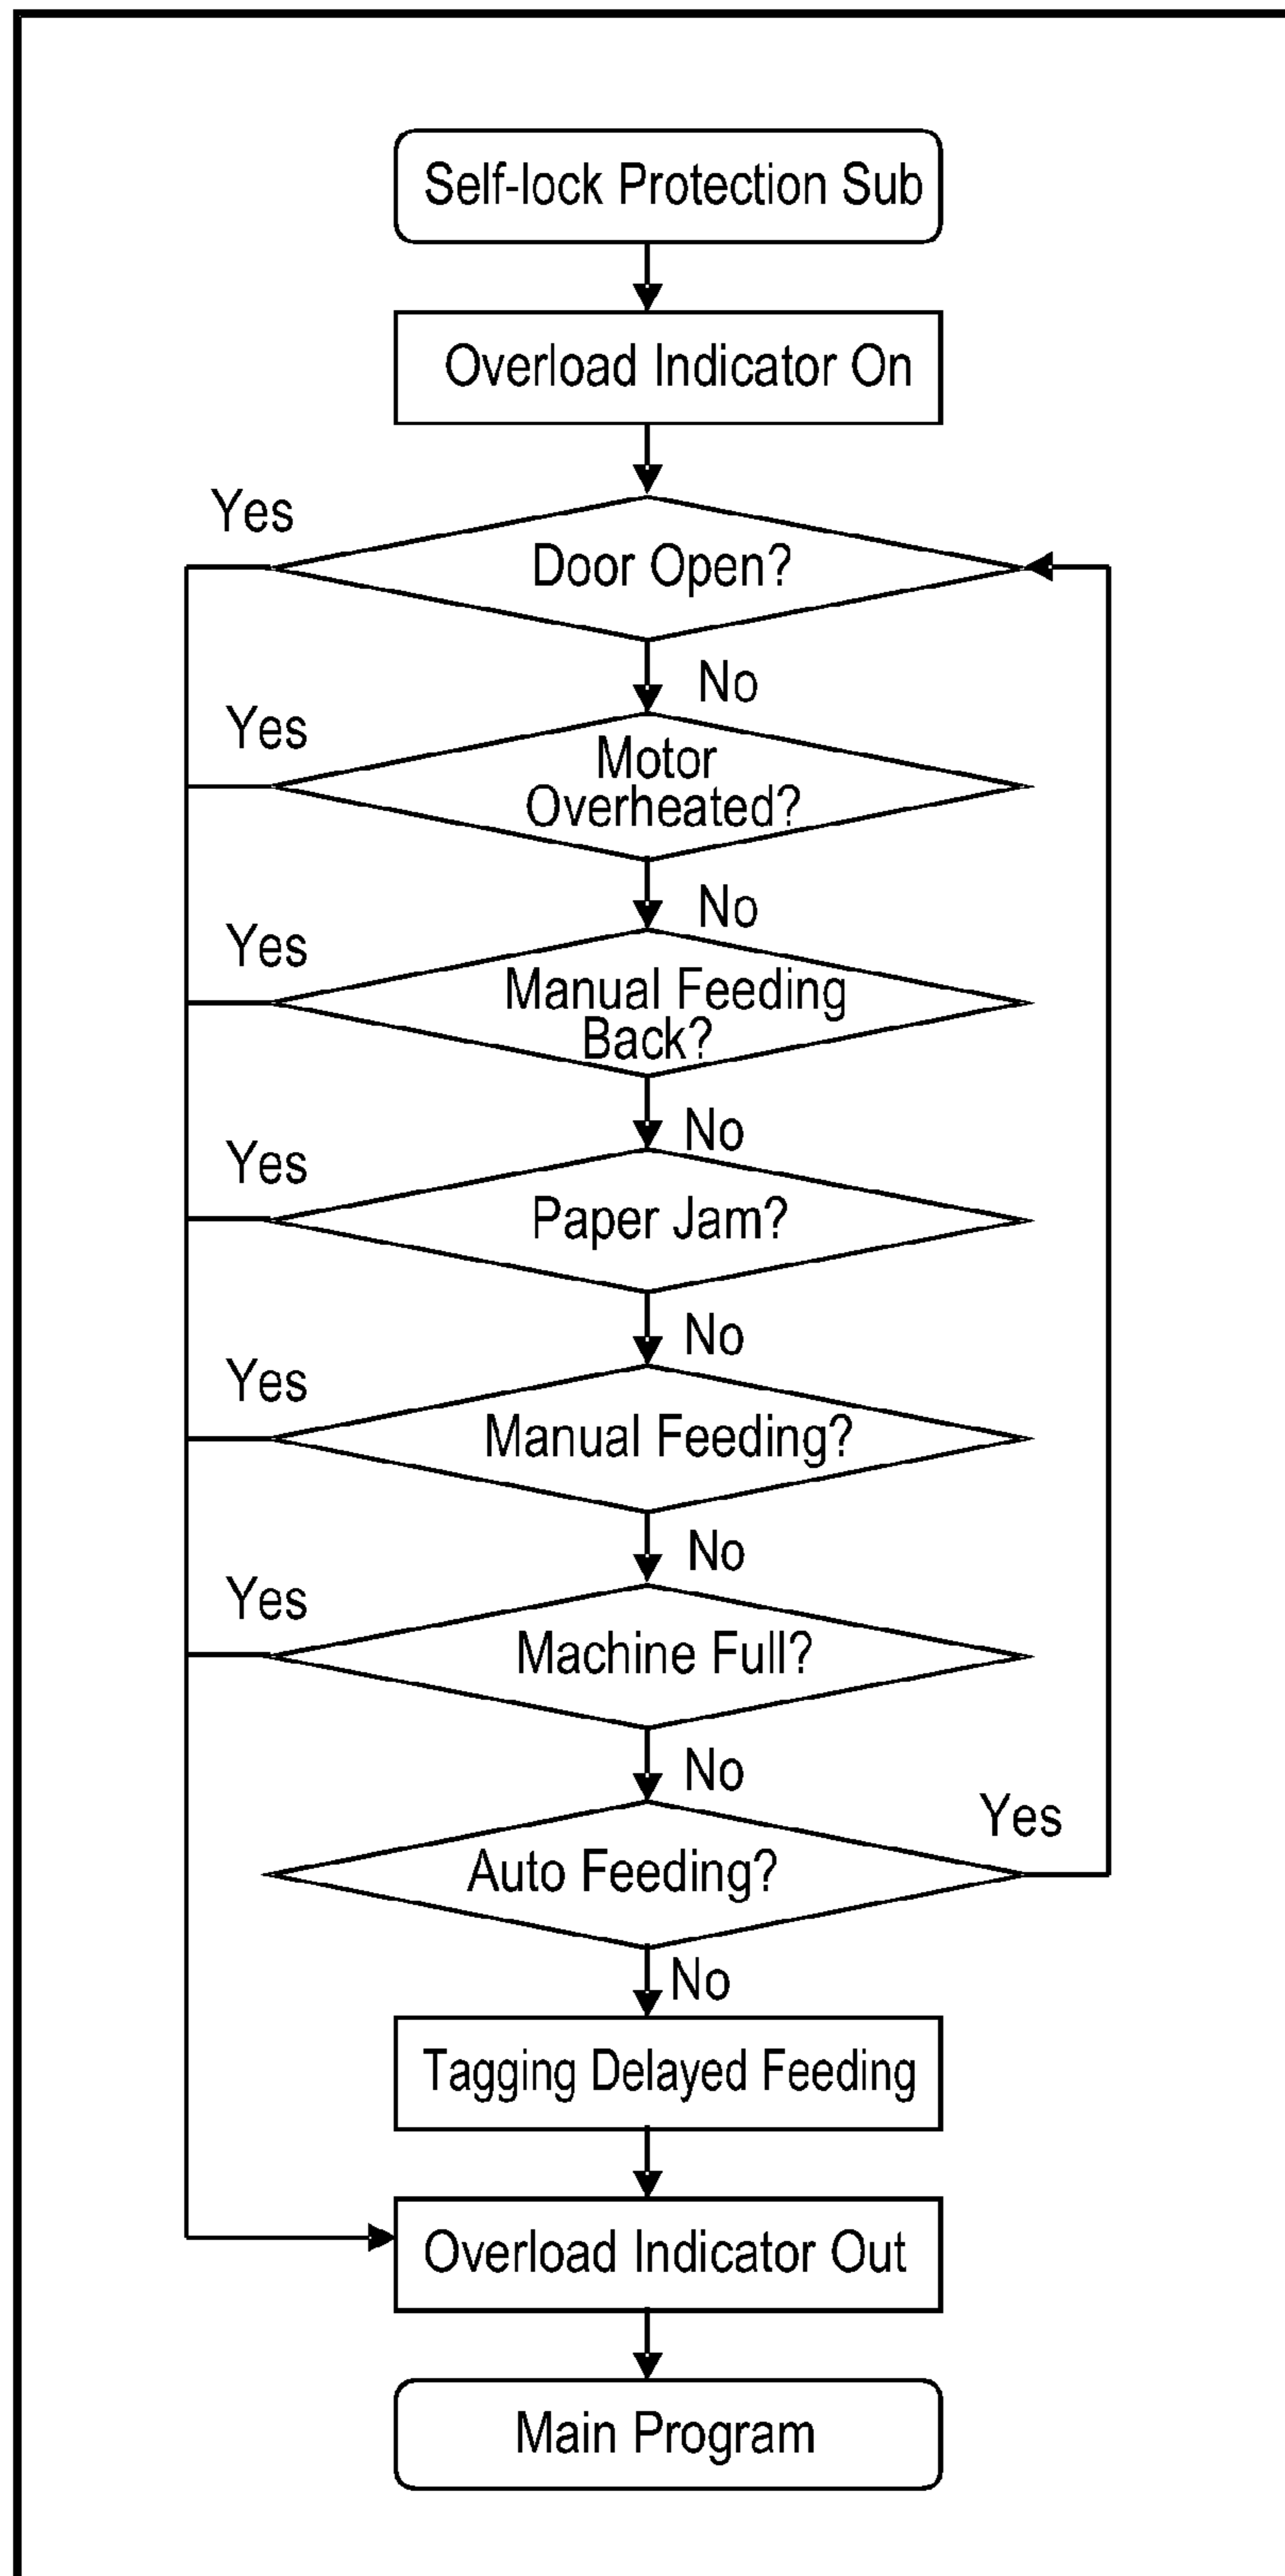 Self-lock Protection Sub
Overload Indicator On
Yes
Door Open?
No
Yes
Motor
Overheated?
No
Yes
Manual Feeding
Back?
No
Yes
Paper Jam?
No
Yes
Manual Feeding?
No
Yes
Machine Full?
No
Yes
Auto Feeding?
No
Tagging Delayed Feeding
Overload Indicator Out
Main Program